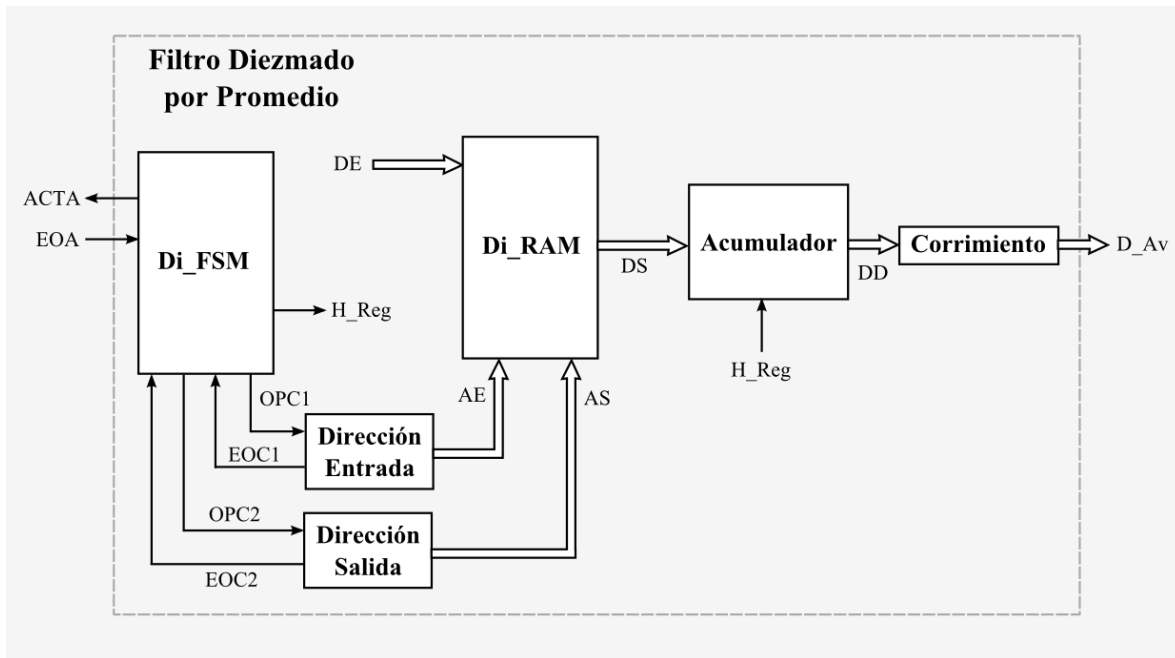 Filtro Diezmado
por Promedio
ACTA
EOA
Di_FSM
H_Reg
DE
Di_RAM
DS
Acumulador
DD
Corrimiento
D_Av
H_Reg
AE
AS
OPC1
EOC1
Dirección
Entrada
OPC2
EOC2
Dirección
Salida